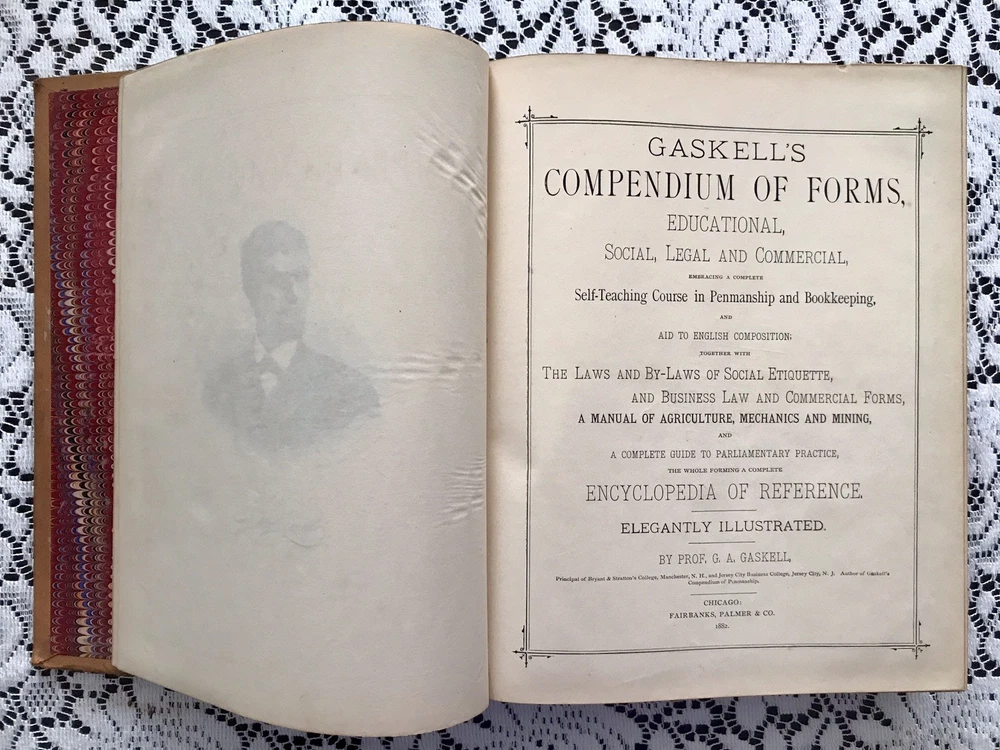 GASKELL'S
COMPENDIUM OF FORMS,
EDUCATIONAL,
SOCIAL, LEGAL AND COMMERCIAL,
EMBRACING A COMPLETE
Self-Teaching Course in Penmanship and Bookkeeping,
AND
AID TO ENGLISH COMPOSITION;
TOGETHER WITH
THE LAWS AND BY-LAWS OF SOCIAL ETIQUETTE,
AND BUSINESS LAW AND COMMERCIAL FORMS,
A MANUAL OF AGRICULTURE, MECHANICS AND MINING,
AND
A COMPLETE GUIDE TO PARLIAMENTARY PRACTICE,
THE WHOLE FORMING A COMPLETE
ENCYCLOPEDIA OF REFERENCE.
ELEGANTLY ILLUSTRATED.
BY PROF. G. A. GASKELL,
Principal of Bryant & Stratton's College, Manchester, N. H., and Jersey City Business College, Jersey City, N. J. Author of Gaskell's
Compendium of Penmanship.
CHICAGO:
FAIRBANKS, PALMER & CO.
1882.